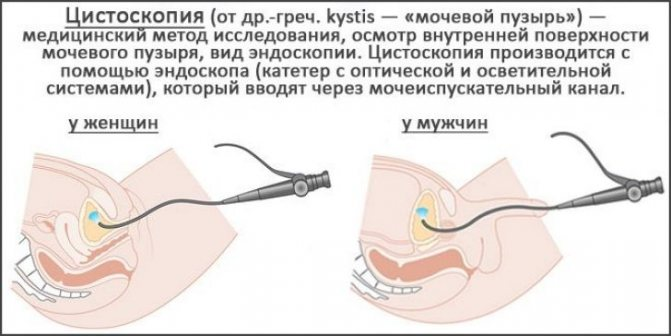 Цистоскопия (от др.-греч. kystis — «мочевой пузырь») —
медицинский метод исследования, осмотр внутренней поверхности
мочевого пузыря, вид эндоскопии. Цистоскопия производится с
помощью эндоскопа (катетер с оптической и осветительной
системами), который вводят через мочеиспускательный канал.
у женщин
у мужчин